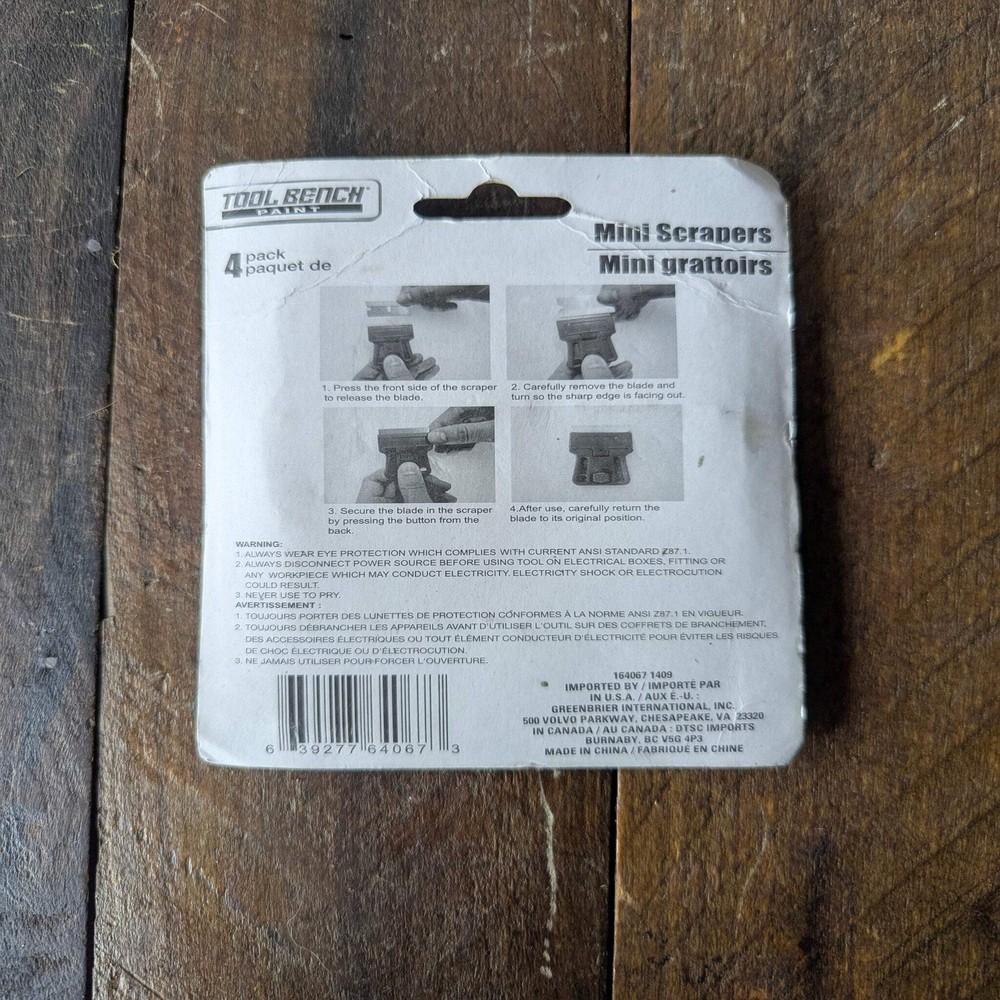 TOOL BENCH
PAINT
4 pack
paquet de
Mini Scrapers
Mini grattoirs
1. Press the front side of the scraper
to release the blade.
2. Carefully remove the blade and
turn so the sharp edge is facing out.
3. Secure the blade in the scraper
by pressing the button from the
back.
4.After use, carefully return the
blade to its original position.
WARNING:
1. ALWAYS WEAR EYE PROTECTION WHICH COMPLIES WITH CURRENT ANSI STANDARD Z87.1.
2. ALWAYS DISCONNECT POWER SOURCE BEFORE USING TOOL ON ELECTRICAL BOXES, FITTING OR
ANY WORKPIECE WHICH MAY CONDUCT ELECTRICITY. ELECTRICITY SHOCK OR ELECTROCUTION
COULD RESULT.
3. NEVER USE TO PRY.
AVERTISSEMENT :
1. TOUJOURS PORTER DES LUNETTES DE PROTECTION CONFORMES À LA NORME ANSI Z87.1 EN VIGUEUR.
2. TOUJOURS DÉBRANCHER LES APPAREILS AVANT D'UTILISER L'OUTIL SUR DES COFFRETS DE BRANCHEMENT,
DES ACCESSOIRES ÉLECTRIQUES OU TOUT ÉLÉMENT CONDUCTEUR D'ÉLECTRICITÉ POUR ÉVITER LES RISQUES
DE CHOC ÉLECTRIQUE OU D'ÉLECTROCUTION.
3. NE JAMAIS UTILISER POUR FORCER L'OUVERTURE.
6 39277 64067 3
164067 1409
IMPORTED BY / IMPORTÉ PAR
IN U.S.A. / AUX É.-U. :
GREENBRIER INTERNATIONAL, INC.
500 VOLVO PARKWAY, CHESAPEAKE, VA 23320
IN CANADA / AU CANADA : DTSC IMPORTS
BURNABY, BC V5G 4P3
MADE IN CHINA / FABRIQUÉ EN CHINE